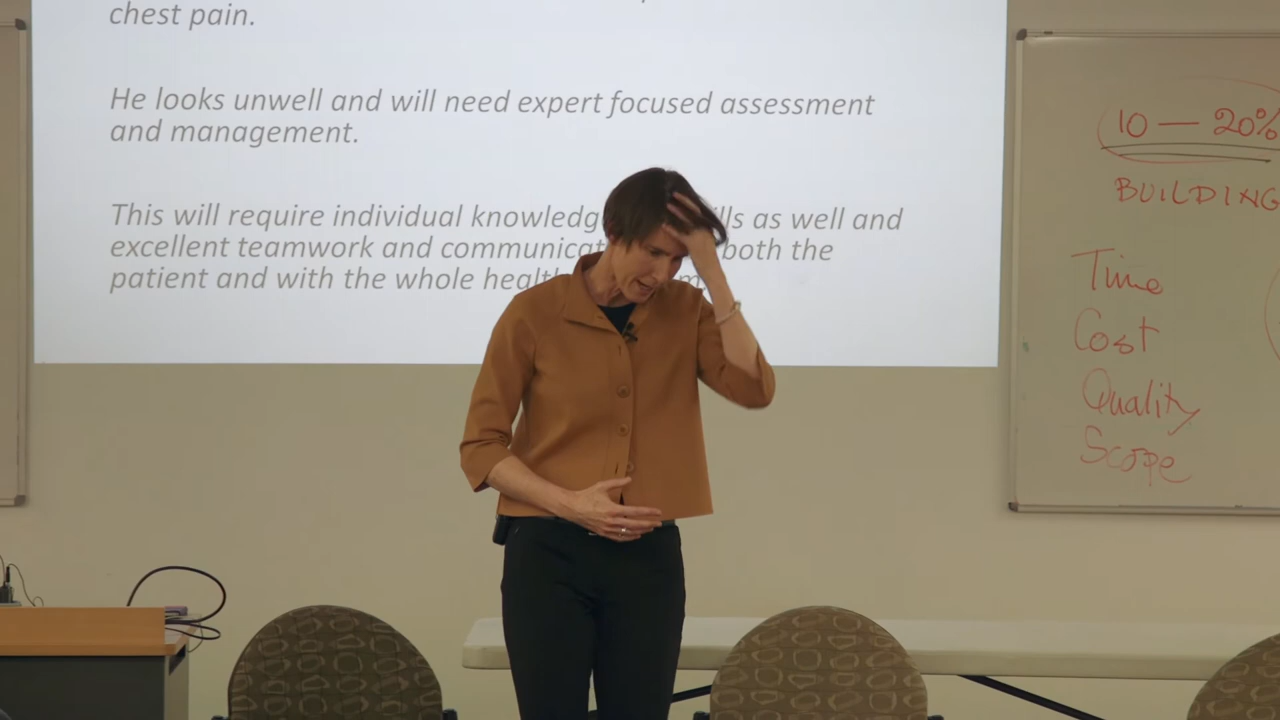 chest pain.
He looks unwell and will need expert focused assessment
and management.
This will require individual knowledg lls as well and
excellent teamwork and communicat both the
patient and with the whole healt m.
10 — 20%
BUILDING
Time
Cost
Quality
Scope